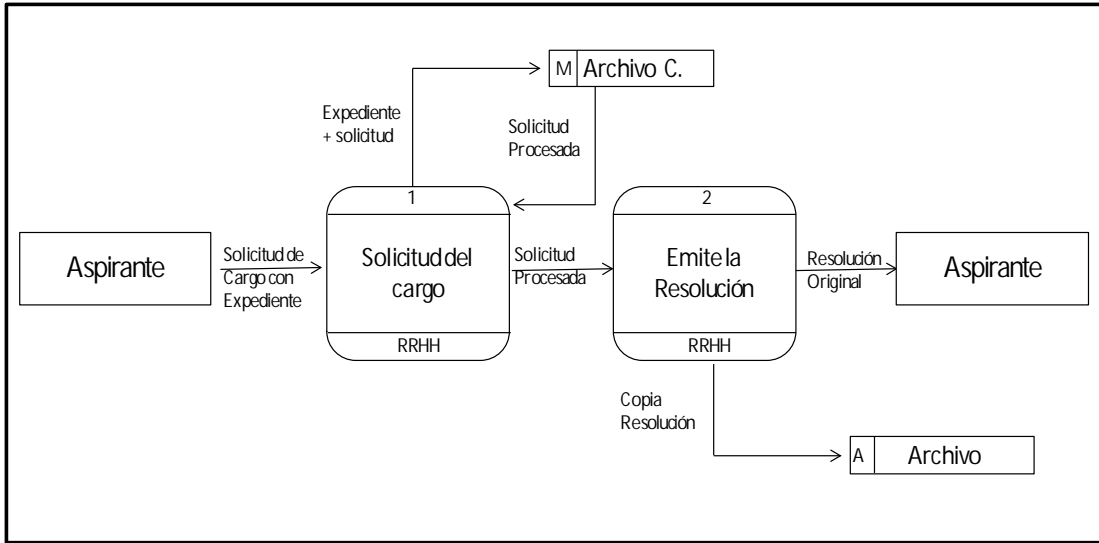 M Archivo C.
Expediente
+ solicitud
Solicitud
Procesada
1
2
Aspirante
Solicitud de
Cargo con
Expediente
Solicitud del
cargo
Solicitud
Procesada
Emite la
Resolución
Resolución
Original
Aspirante
RRHH
RRHH
Copia
Resolución
A Archivo